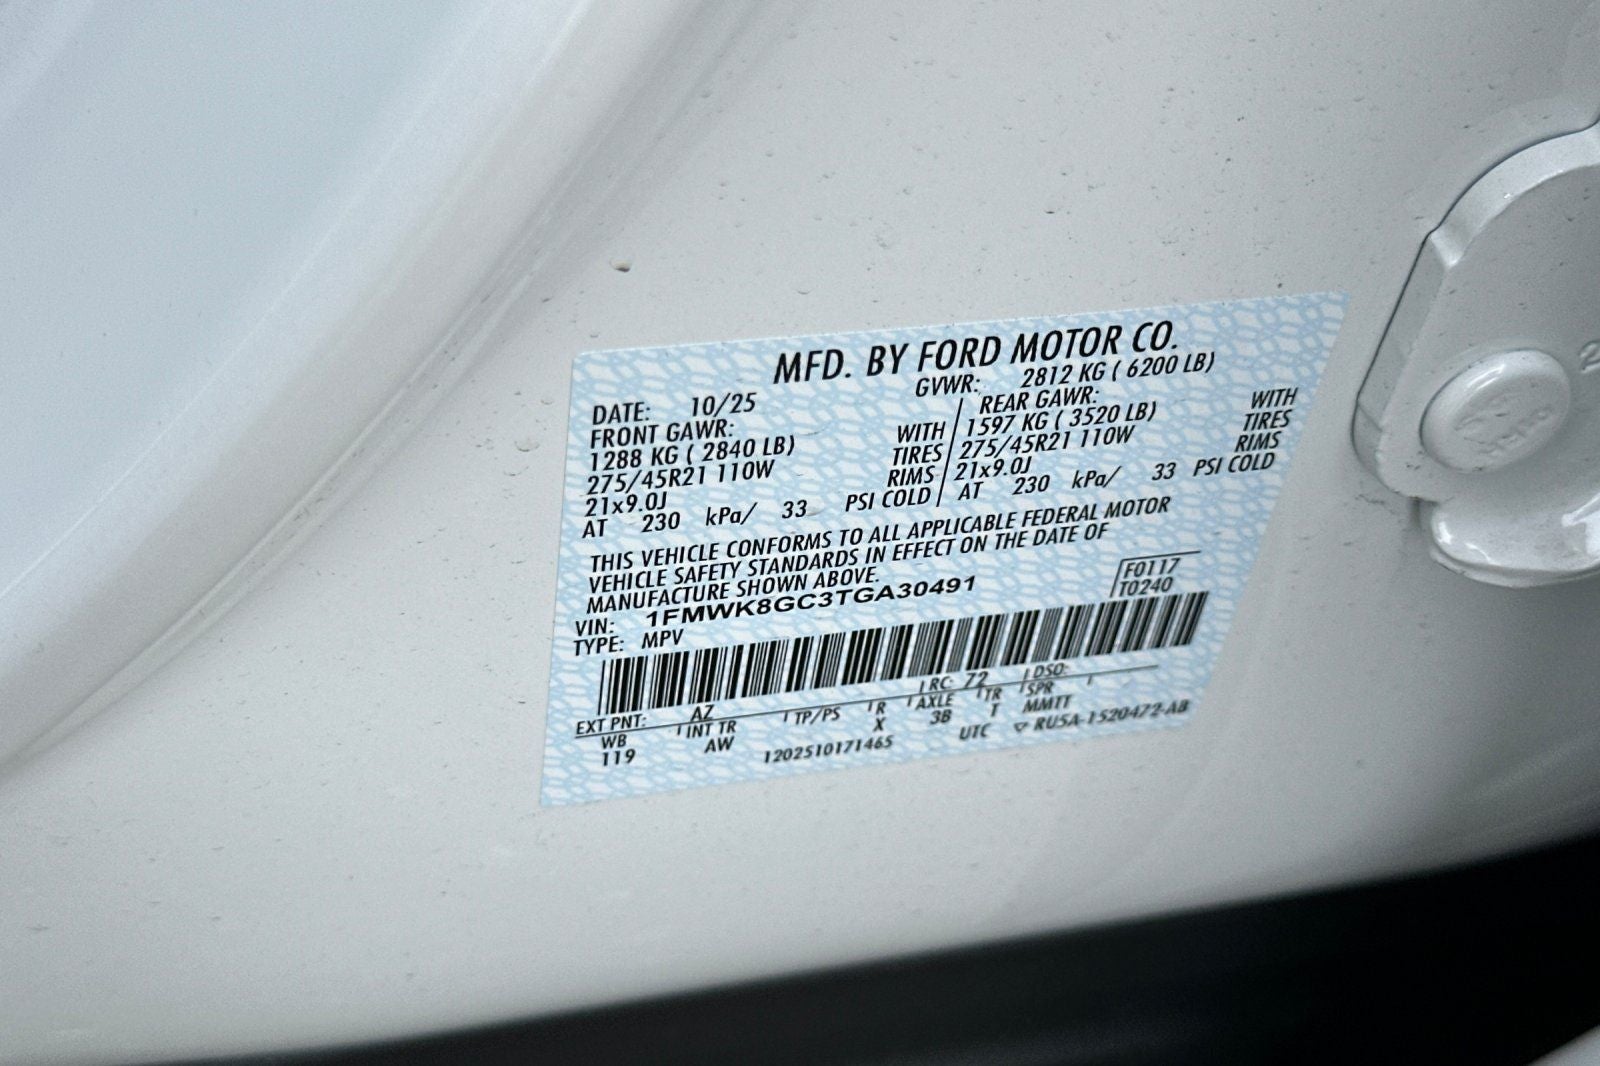 MFD. BY FORD MOTOR CO.
DATE: 10/25 GVWR: 2812 KG ( 6200 LB)
FRONT GAWR: REAR GAWR:
1288 KG ( 2840 LB) WITH 1597 KG ( 3520 LB) WITH
275/45R21 110W TIRES 275/45R21 110W TIRES
21x9.0J RIMS 21x9.0J RIMS
AT 230 kPa/ 33 PSI COLD AT 230 kPa/ 33 PSI COLD
THIS VEHICLE CONFORMS TO ALL APPLICABLE FEDERAL MOTOR
VEHICLE SAFETY STANDARDS IN EFFECT ON THE DATE OF
MANUFACTURE SHOWN ABOVE.
VIN: 1FMWK8GC3TGA30491 F0117
TYPE: MPV T0240
EXT PNT: AZ RC: 72 DSO:
WB INT TR TP/PS R AXLE TR SPR
119 AW X 3B T MMTT
1202510171465 UTC ▽ RU5A-1520472-AB